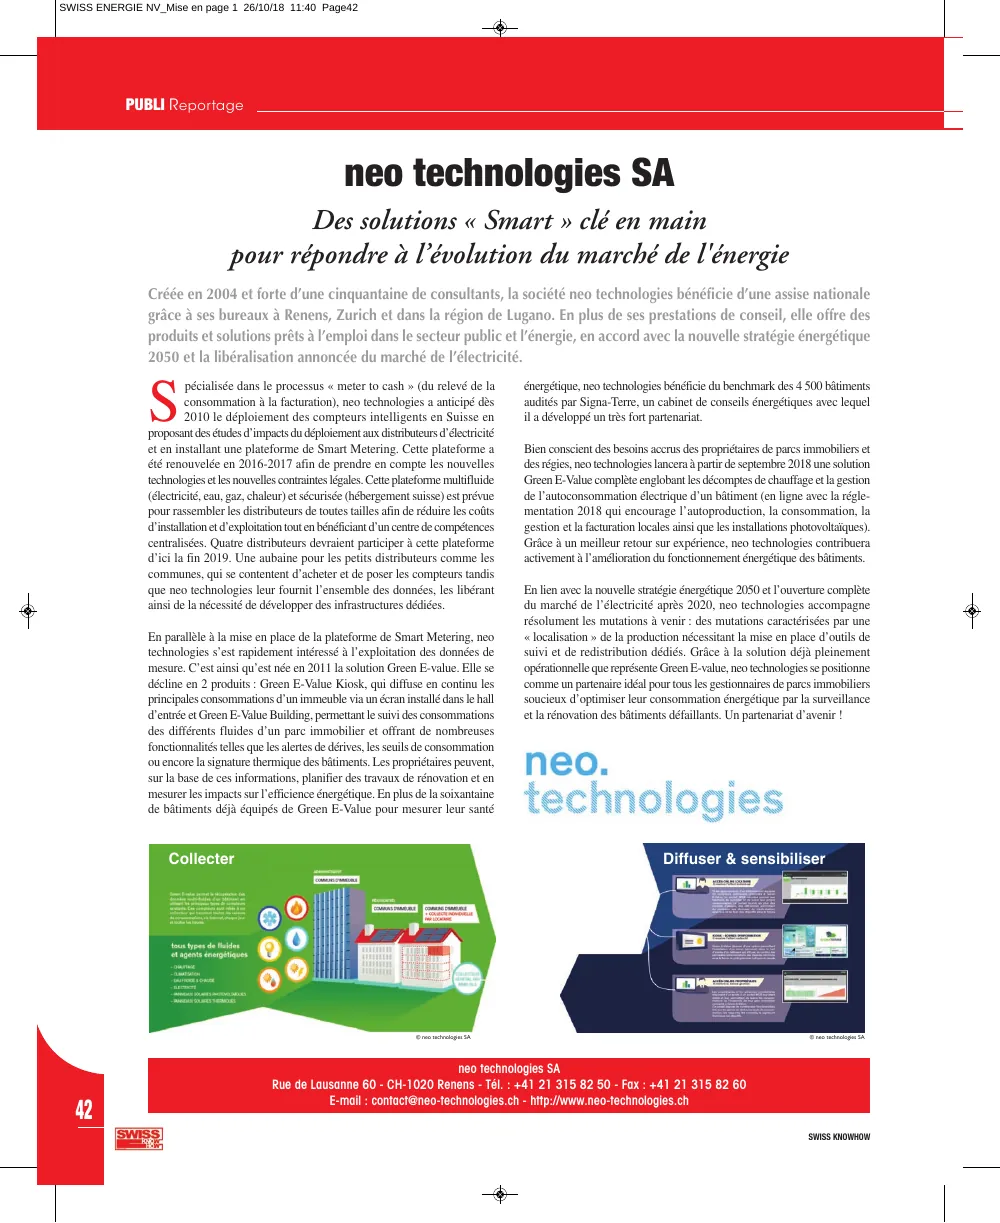 SWISS ENERGIE NV_Mise en page 1  26/10/18  11:40  Page42
PUBLI Reportage
neo technologies SA
Des solutions « Smart » clé en main
pour répondre à l’évolution du marché de l'énergie
Créée en 2004 et forte d’une cinquantaine de consultants, la société neo technologies bénéficie d’une assise nationale
grâce à ses bureaux à Renens, Zurich et dans la région de Lugano. En plus de ses prestations de conseil, elle offre des
produits et solutions prêts à l’emploi dans le secteur public et l’énergie, en accord avec la nouvelle stratégie énergétique
2050 et la libéralisation annoncée du marché de l’électricité.
Spécialisée dans le processus « meter to cash » (du relevé de la
consommation à la facturation), neo technologies a anticipé dès
2010 le déploiement des compteurs intelligents en Suisse en
proposant des études d’impacts du déploiement aux distributeurs d’électricité
et en installant une plateforme de Smart Metering. Cette plateforme a
été renouvelée en 2016-2017 afin de prendre en compte les nouvelles
technologies et les nouvelles contraintes légales. Cette plateforme multifluide
(électricité, eau, gaz, chaleur) et sécurisée (hébergement suisse) est prévue
pour rassembler les distributeurs de toutes tailles afin de réduire les coûts
d’installation et d’exploitation tout en bénéficiant d’un centre de compétences
centralisées. Quatre distributeurs devraient participer à cette plateforme
d’ici la fin 2019. Une aubaine pour les petits distributeurs comme les
communes, qui se contentent d’acheter et de poser les compteurs tandis
que neo technologies leur fournit l’ensemble des données, les libérant
ainsi de la nécessité de développer des infrastructures dédiées.
En parallèle à la mise en place de la plateforme de Smart Metering, neo
technologies s’est rapidement intéressé à l’exploitation des données de
mesure. C’est ainsi qu’est née en 2011 la solution Green E-value. Elle se
décline en 2 produits : Green E-Value Kiosk, qui diffuse en continu les
principales consommations d’un immeuble via un écran installé dans le hall
d’entrée et Green E-Value Building, permettant le suivi des consommations
des différents fluides d’un parc immobilier et offrant de nombreuses
fonctionnalités telles que les alertes de dérives, les seuils de consommation
ou encore la signature thermique des bâtiments. Les propriétaires peuvent,
sur la base de ces informations, planifier des travaux de rénovation et en
mesurer les impacts sur l’efficience énergétique. En plus de la soixantaine
de bâtiments déjà équipés de Green E-Value pour mesurer leur santé
énergétique, neo technologies bénéficie du benchmark des 4 500 bâtiments
audités par Signa-Terre, un cabinet de conseils énergétiques avec lequel
il a développé un très fort partenariat.
Bien conscient des besoins accrus des propriétaires de parcs immobiliers et
des régies, neo technologies lancera à partir de septembre 2018 une solution
Green E-Value complète englobant les décomptes de chauffage et la gestion
de l’autoconsommation électrique d’un bâtiment (en ligne avec la régle-
mentation 2018 qui encourage l’autoproduction, la consommation, la
gestion et la facturation locales ainsi que les installations photovoltaïques).
Grâce à un meilleur retour sur expérience, neo technologies contribuera
activement à l’amélioration du fonctionnement énergétique des bâtiments.
En lien avec la nouvelle stratégie énergétique 2050 et l’ouverture complète
du marché de l’électricité après 2020, neo technologies accompagne
résolument les mutations à venir : des mutations caractérisées par une
« localisation » de la production nécessitant la mise en place d’outils de
suivi et de redistribution dédiés. Grâce à la solution déjà pleinement
opérationnelle que représente Green E-value, neo technologies se positionne
comme un partenaire idéal pour tous les gestionnaires de parcs immobiliers
soucieux d’optimiser leur consommation énergétique par la surveillance
et la rénovation des bâtiments défaillants. Un partenariat d’avenir !
neo.
technologies
Collecter
COMMUNS D'IMMEUBLE
COMMUNS D'IMMEUBLE
COMMUNS D'IMMEUBLE
+ COLLECTE INDIVIDUELLE
PAR LOCATAIRE
tous types de fluides
et agents énergétiques
- CHAUFFAGE
- CLIMATISATION
- EAU FROIDE & CHAUDE
- ELECTRICITÉ
- PANNEAUX SOLAIRES PHOTOVOLTAÏQUES
- PANNEAUX SOLAIRES THERMIQUES
Diffuser & sensibiliser
© neo technologies SA
© neo technologies SA
neo technologies SA
Rue de Lausanne 60 - CH-1020 Renens - Tél. : +41 21 315 82 50 - Fax : +41 21 315 82 60
E-mail : contact@neo-technologies.ch - http://www.neo-technologies.ch
42
SWISS
KNOW
HOW
SWISS KNOWHOW